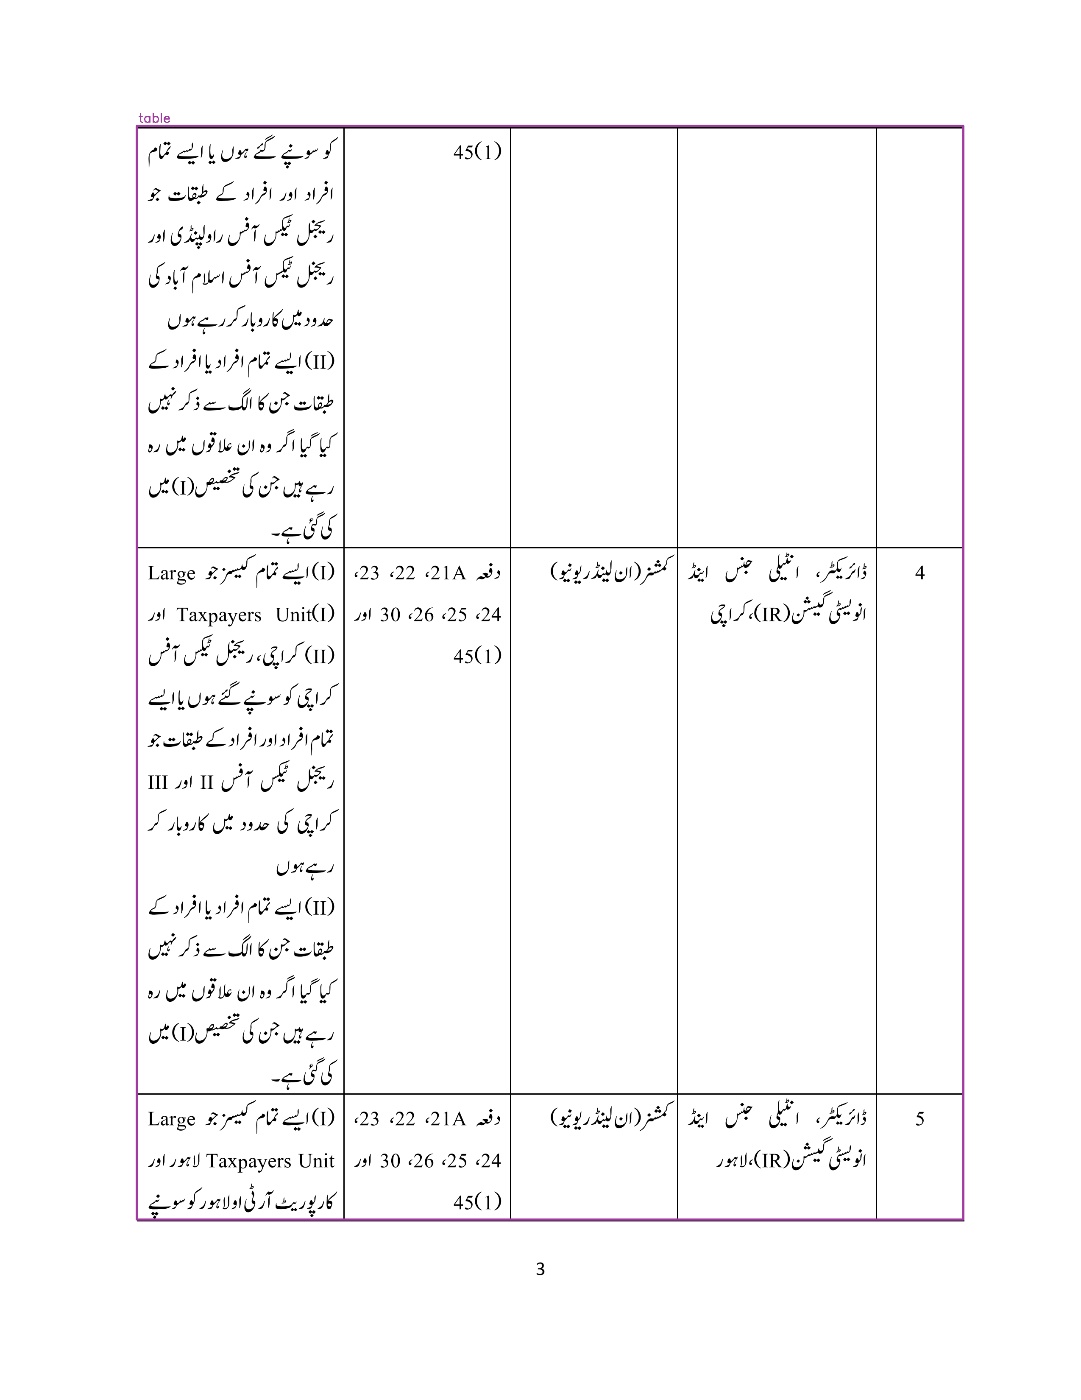 table
45(1)
کو سونپے گئے ہوں یا ایسے تمام
افراد اور افراد کے طبقات جو
ریجنل ٹیکس آفس راولپنڈی اور
ریجنل ٹیکس آفس اسلام آباد کی
حدود میں کاروبار کر رہے ہوں
(II) ایسے تمام افراد یا افراد کے
طبقات جن کا الگ سے ذکر نہیں
کیا گیا اگر وہ ان علاقوں میں رہ
رہے ہیں جن کی تخصیص (I) میں
کی گئی ہے۔
4
ڈائریکٹر، انٹیلی جنس اینڈ
انویسٹی گیشن (IR)، کراچی
کمشنر (ان لینڈ ریونیو)
دفعہ 21A، 22، 23،
24، 25، 26، 30 اور
45(1)
(I) ایسے تمام کیسز جو Large
Taxpayers Unit(I) اور
(II) کراچی، ریجنل ٹیکس آفس
کراچی کو سونپے گئے ہوں یا ایسے
تمام افراد اور افراد کے طبقات جو
ریجنل ٹیکس آفس II اور III
کراچی کی حدود میں کاروبار کر
رہے ہوں
(II) ایسے تمام افراد یا افراد کے
طبقات جن کا الگ سے ذکر نہیں
کیا گیا اگر وہ ان علاقوں میں رہ
رہے ہیں جن کی تخصیص (I) میں
کی گئی ہے۔
5
ڈائریکٹر، انٹیلی جنس اینڈ
انویسٹی گیشن (IR)، لاہور
کمشنر (ان لینڈ ریونیو)
دفعہ 21A، 22، 23،
24، 25، 26، 30 اور
45(1)
(I) ایسے تمام کیسز جو Large
Taxpayers Unit لاہور اور
کارپوریٹ آر ٹی او لاہور کو سونپے
3